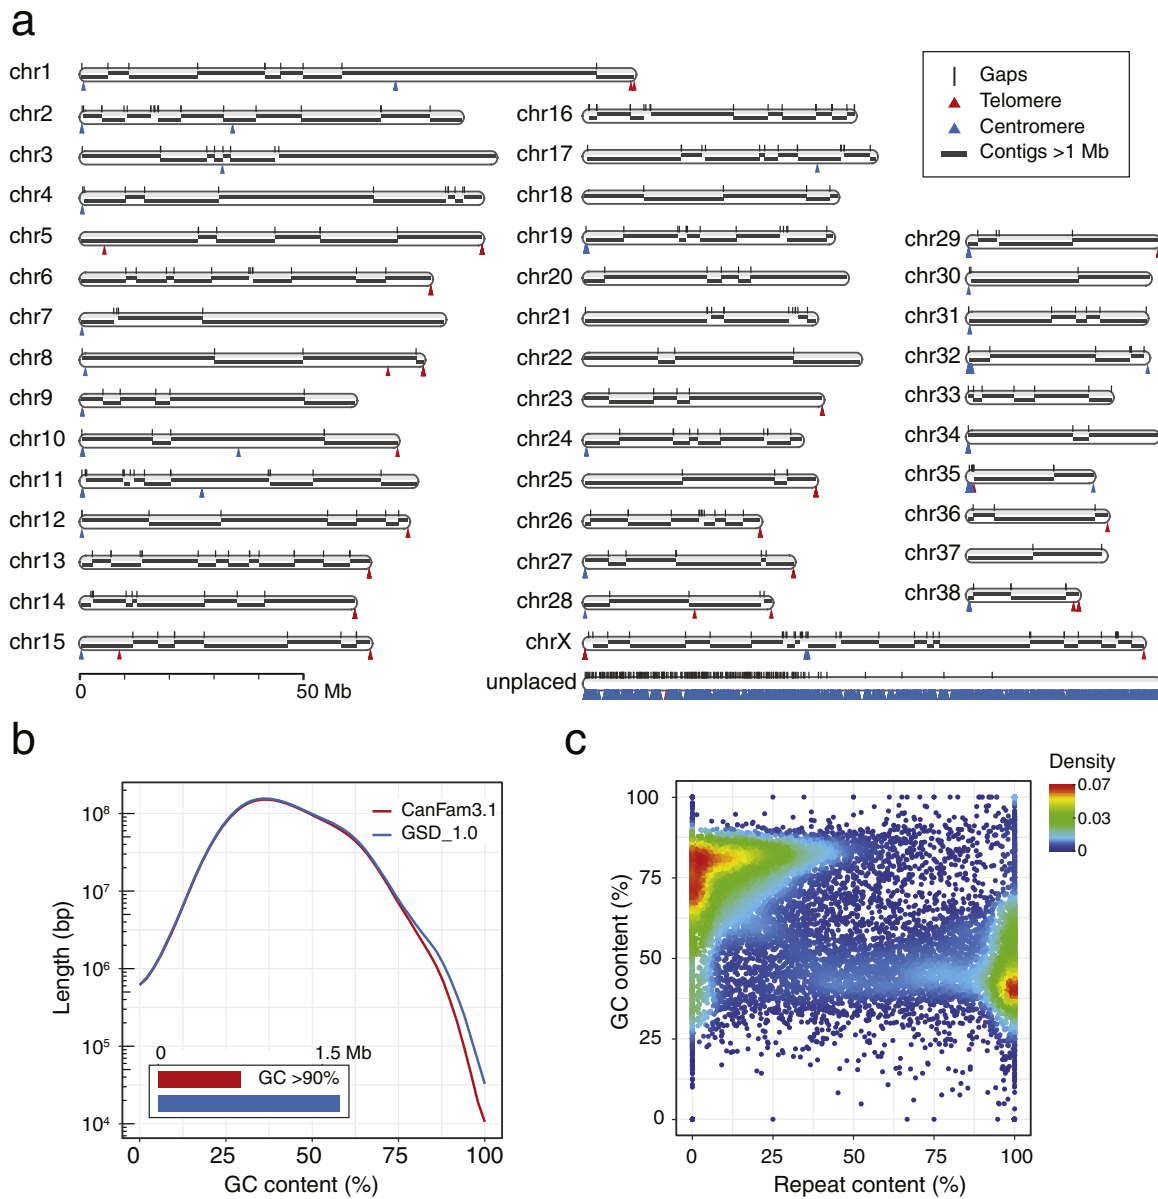 a
chr1
chr2
chr3
chr4
chr5
chr6
chr7
chr8
chr9
chr10
chr11
chr12
chr13
chr14
chr15
0 50 Mb
chr16
chr17
chr18
chr19
chr20
chr21
chr22
chr23
chr24
chr25
chr26
chr27
chr28
chrX
unplaced
Gaps
Telomere
Centromere
Contigs >1 Mb
chr29
chr30
chr31
chr32
chr33
chr34
chr35
chr36
chr37
chr38
b
Length (bp)
10⁸
10⁷
10⁶
10⁵
10⁴
CanFam3.1
GSD_1.0
0 1.5 Mb
GC >90%
0 25 50 75 100
GC content (%)
c
Density
0.07
0.03
0
GC oontent (%)
100
75
50
25
0
0 25 50 75 100
Repeat content (%)